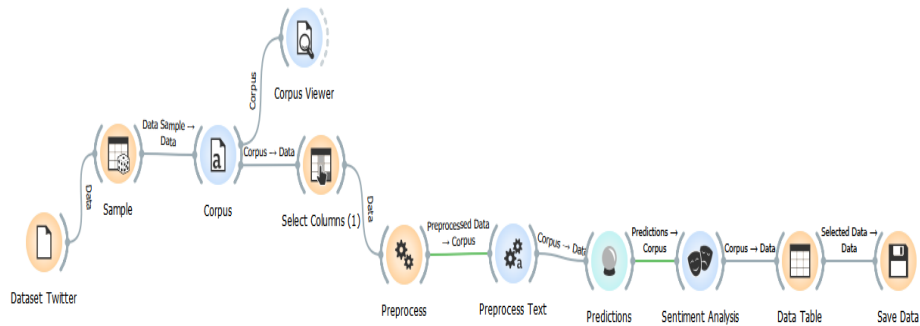 Corpus Viewer
Corpus
Data Sample →
Data
Corpus → Data
Data
Sample
Corpus
Select Columns (1)
Data
Dataset Twitter
Preprocessed Data
→ Corpus
Corpus → Data
Predictions →
Corpus
Corpus → Data
Selected Data →
Data
Preprocess
Preprocess Text
Predictions
Sentiment Analysis
Data Table
Save Data
a
a